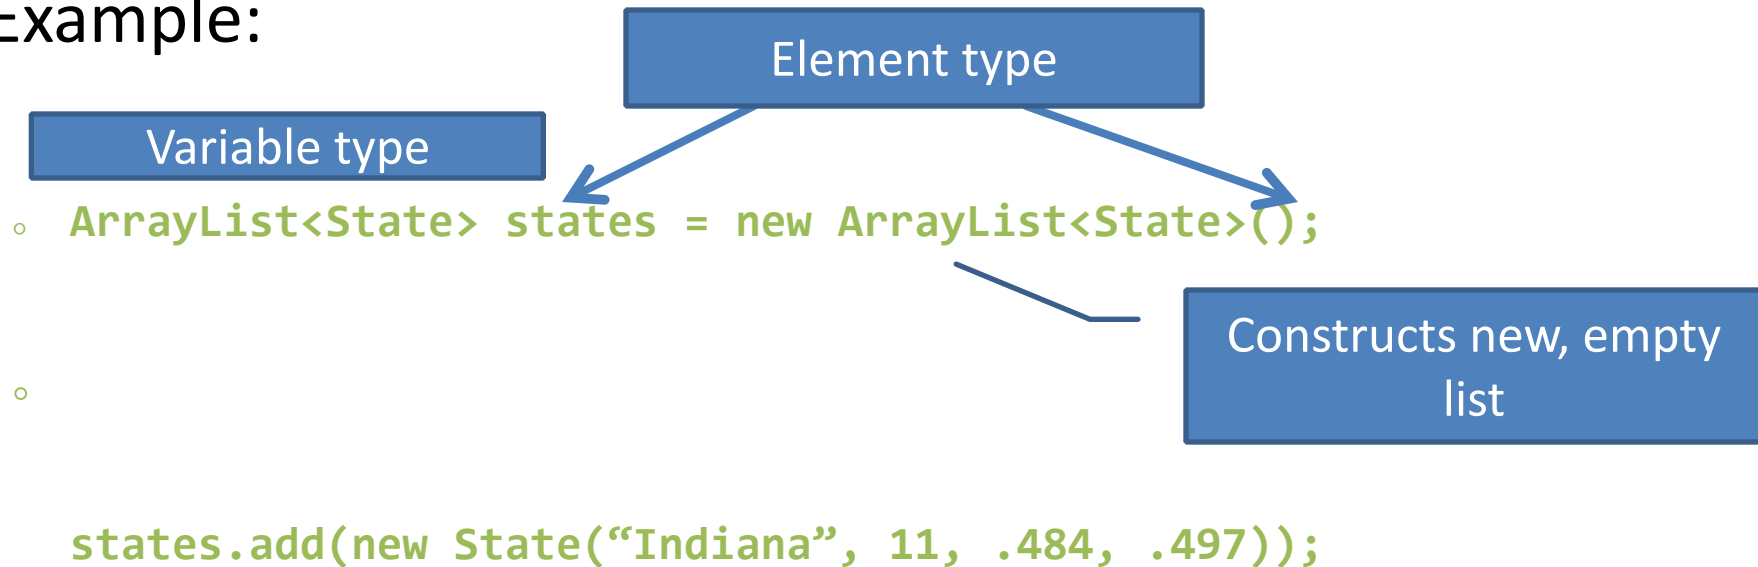 Example:
Element type
Variable type
◦ ArrayList<State> states = new ArrayList<State>();
Constructs new, empty
list
◦
states.add(new State(“Indiana”, 11, .484, .497));